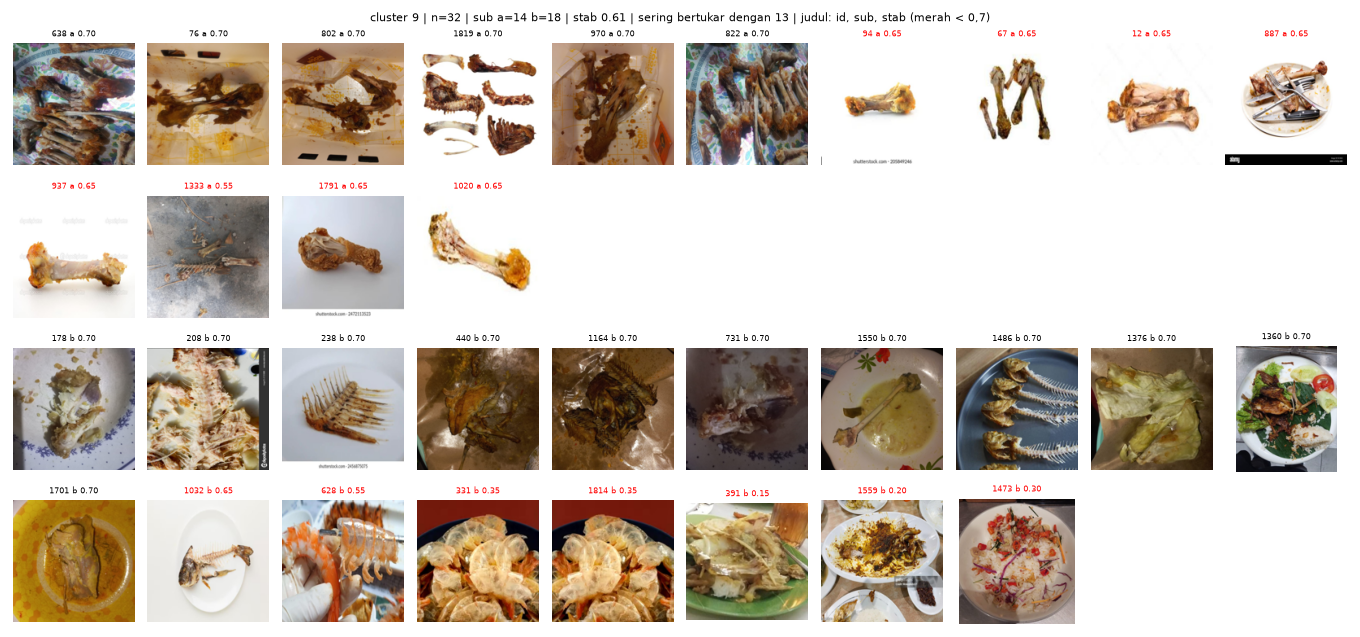 cluster 9 | n=32 | sub a=14 b=18 | stab 0.61 | sering bertukar dengan 13 | judul: id, sub, stab (merah < 0,7)
638 a 0.70
76 a 0.70
802 a 0.70
1819 a 0.70
970 a 0.70
822 a 0.70
94 a 0.65
67 a 0.65
12 a 0.65
887 a 0.65
937 a 0.65
1333 a 0.55
1791 a 0.65
1020 a 0.65
178 b 0.70
208 b 0.70
238 b 0.70
440 b 0.70
1164 b 0.70
731 b 0.70
1550 b 0.70
1486 b 0.70
1376 b 0.70
1360 b 0.70
1701 b 0.70
1032 b 0.65
628 b 0.55
331 b 0.35
1814 b 0.35
391 b 0.15
1559 b 0.20
1473 b 0.30